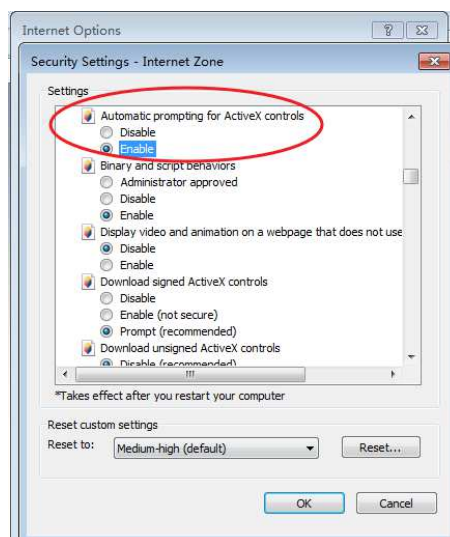 Internet Options
Security Settings - Internet Zone
Settings
Automatic prompting for ActiveX controls
Disable
Enable
Binary and script behaviors
Administrator approved
Disable
Enable
Display video and animation on a webpage that does not use
Disable
Enable
Download signed ActiveX controls
Disable
Enable (not secure)
Prompt (recommended)
Download unsigned ActiveX controls
Disable (recommended)
*Takes effect after you restart your computer
Reset custom settings
Reset to: Medium-high (default) Reset...
OK Cancel